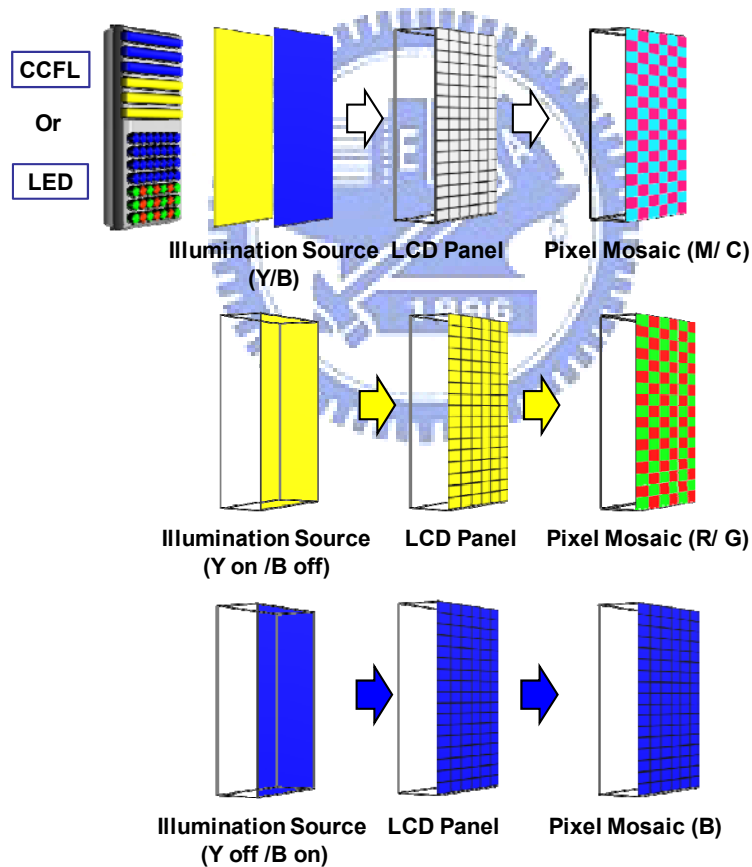 CCFL
Or
LED
Illumination Source
(Y/B)
LCD Panel
Pixel Mosaic (M/ C)
1896
Illumination Source
(Y on /B off)
LCD Panel
Pixel Mosaic (R/ G)
Illumination Source
(Y off /B on)
LCD Panel
Pixel Mosaic (B)